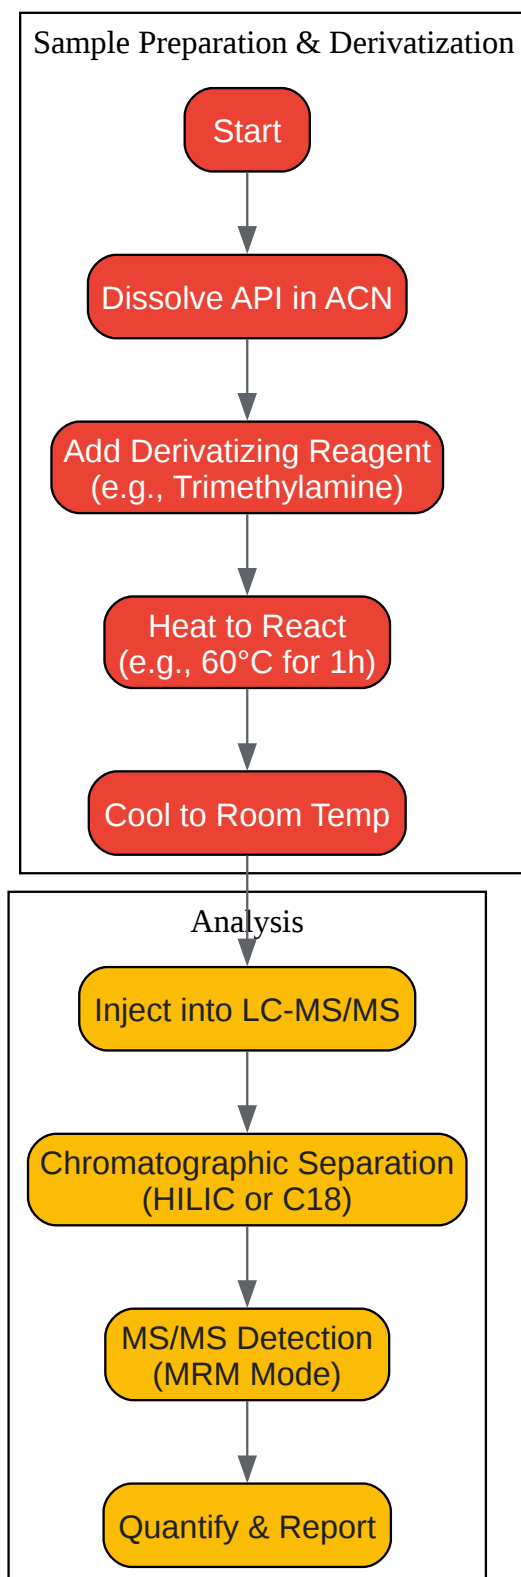 Sample Preparation & Derivatization
Start
Dissolve API in ACN
Add Derivatizing Reagent
(e.g., Trimethylamine)
Heat to React
(e.g., 60°C for 1h)
Cool to Room Temp
Analysis
Inject into LC-MS/MS
Chromatographic Separation
(HILIC or C18)
MS/MS Detection
(MRM Mode)
Quantify & Report